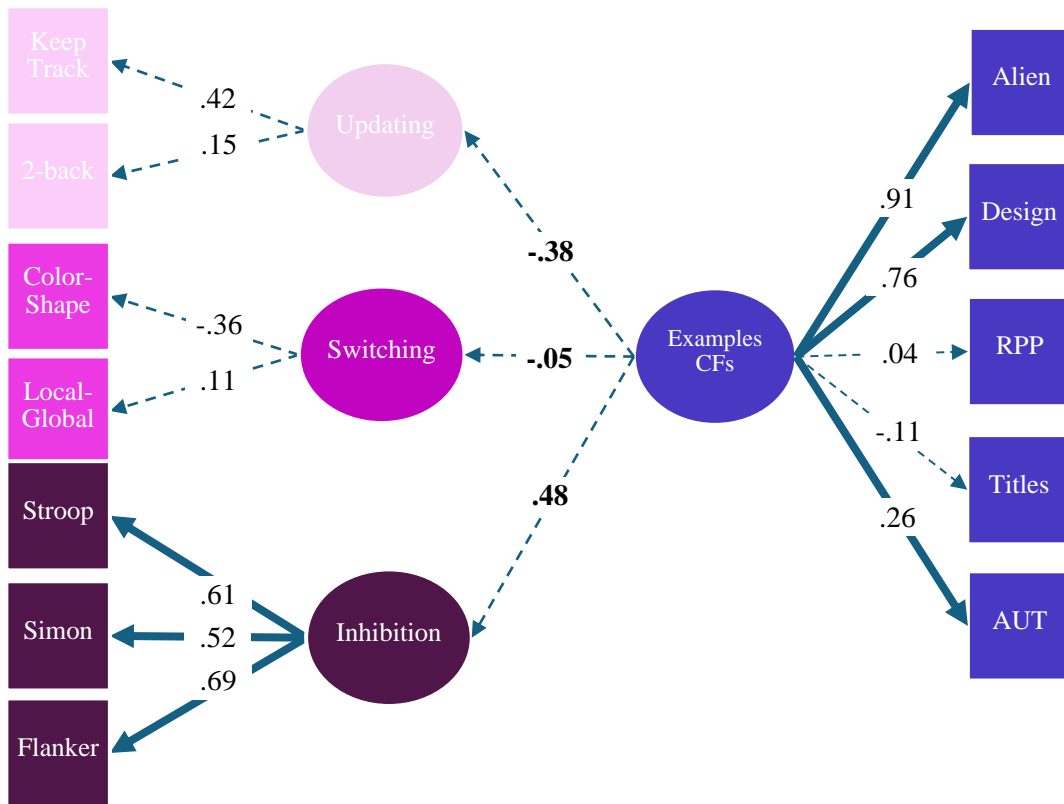 Keep
Track
2-back
Color-
Shape
Local-
Global
Stroop
Simon
Flanker
.42
.15
-.36
.11
.61
.52
.69
Updating
Switching
Inhibition
-.38
-.05
.48
Examples
CFs
.91
.76
.04
-.11
.26
Alien
Design
RPP
Titles
AUT